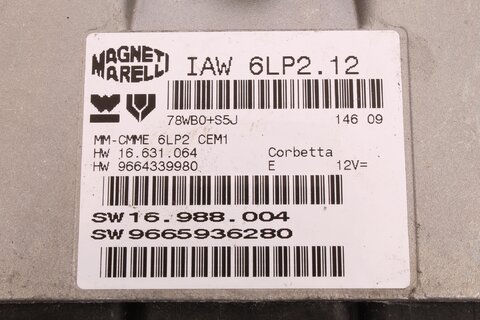 MAGNETI
MARELLI
IAW 6LP2.12
78WB0+S5J 146 09
MM-CMME 6LP2 CEM1
HW 16.631.064 Corbetta
HW 9664339980 E 12V=
SW16.988.004
SW9665936280